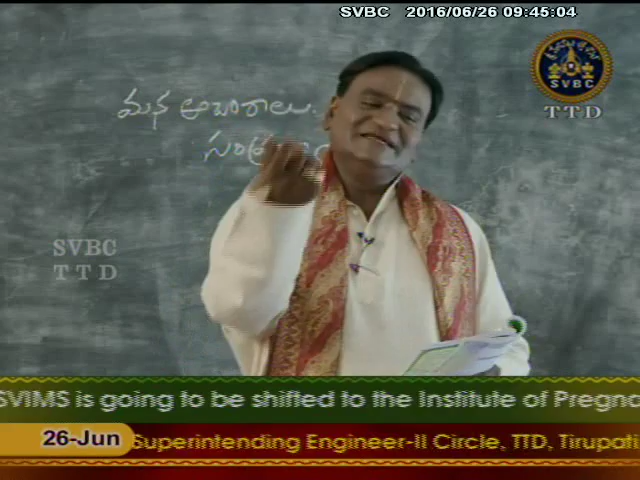 SVBC 2016/06/26 09:45:04
SVBC
TTD
మన ఆచారాలు.
SVBC
TTD
SVIMS is going to be shifted to the Institute of Pregna
26-Jun
Superintending Engineer-II Circle, TTD, Tirupati